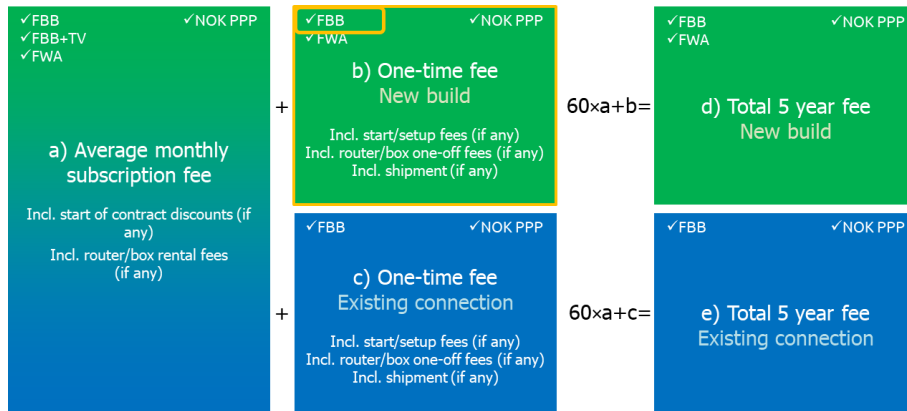 ✓FBB ✓NOK PPP
✓FBB+TV
✓FWA
a) Average monthly
subscription fee
Incl. start of contract discounts (if
any)
Incl. router/box rental fees
(if any)
+
✓FBB
✓FWA
b) One-time fee
New build
Incl. start/setup fees (if any)
Incl. router/box one-off fees (if any)
Incl. shipment (if any)
60×a+b=
✓FBB ✓NOK PPP
✓FWA
d) Total 5 year fee
New build
+
✓FBB ✓NOK PPP
c) One-time fee
Existing connection
Incl. start/setup fees (if any)
Incl. router/box one-off fees (if any)
Incl. shipment (if any)
60×a+c=
✓FBB ✓NOK PPP
e) Total 5 year fee
Existing connection